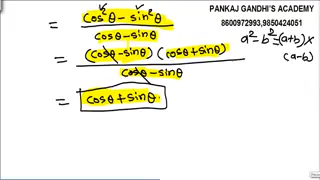 PANKAJ GANDHI'S ACADEMY
8600972993,9850424051
= cos²θ - sin²θ
cosθ - sinθ
a² - b² = (a+b) x
(a-b)
= (cosθ - sinθ) (cosθ + sinθ)
cosθ - sinθ
= cosθ + sinθ